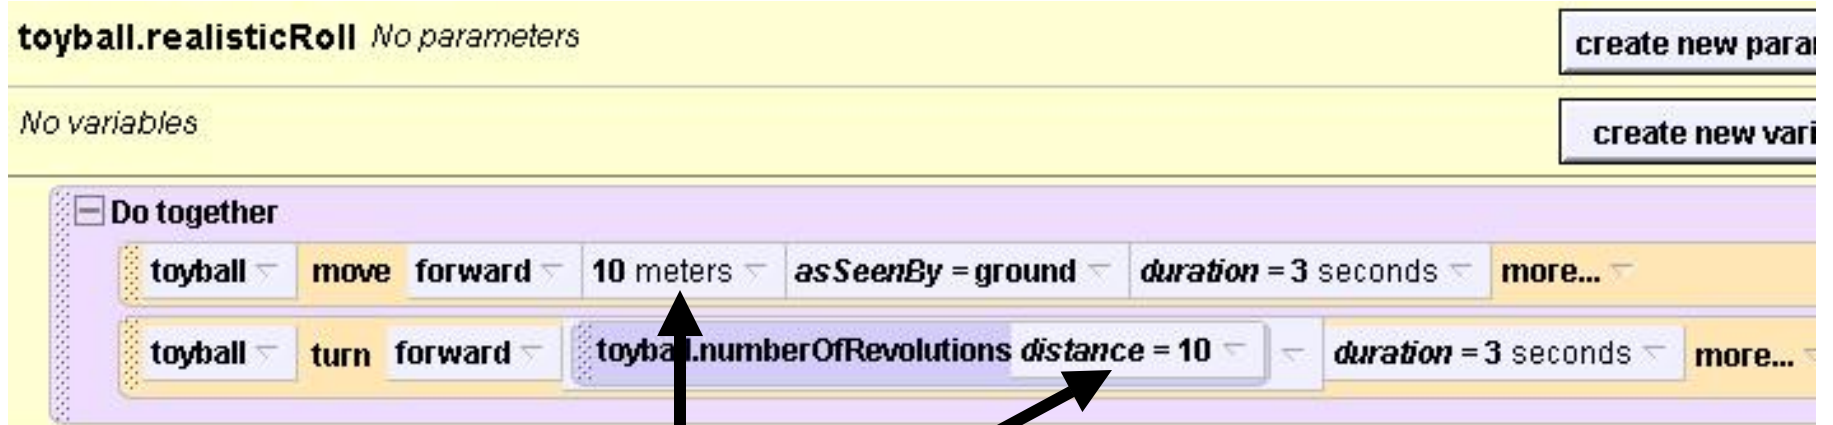 toyball.realisticRoll No parameters create new para
No variables create new vari
Do together
toyball move forward 10 meters asSeenBy = ground duration = 3 seconds more...
toyball turn forward toyball.numberOfRevolutions distance = 10 duration = 3 seconds more...